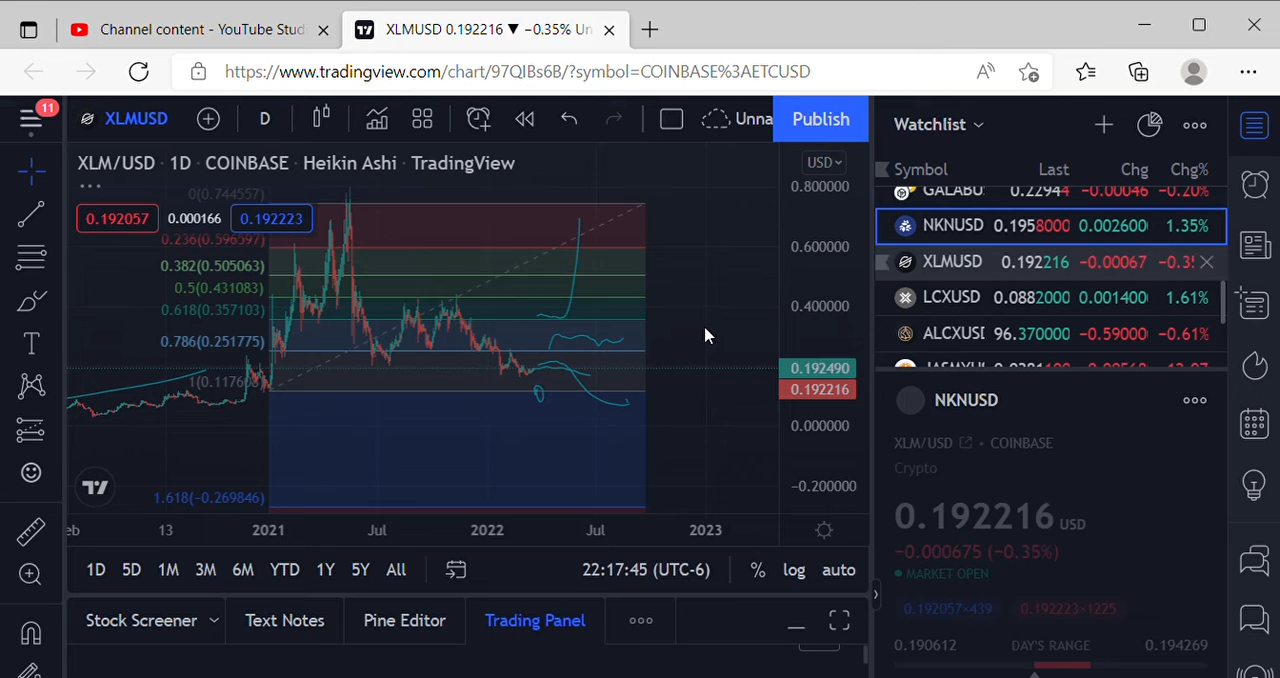 Channel content - YouTube Stud
XLMUSD 0.192216 ▼ −0.35% Un
https://www.tradingview.com/chart/97QIBs6B/?symbol=COINBASE%3AETCUSD
11
XLMUSD
D
Unna
Publish
XLM/USD · 1D · COINBASE · Heikin Ashi · TradingView
USD
0.192057
0.000166
0.192223
0(0.744557)
0.236(0.596597)
0.382(0.505063)
0.5(0.431083)
0.618(0.357103)
0.786(0.251775)
1(0.117608)
1.618(−0.269846)
0.800000
0.600000
0.400000
0.192490
0.192216
0.000000
−0.200000
eb
13
2021
Jul
2022
Jul
2023
1D 5D 1M 3M 6M YTD 1Y 5Y All
22:17:45 (UTC-6)
% log auto
Stock Screener
Text Notes
Pine Editor
Trading Panel
Watchlist
Symbol Last Chg Chg%
GALABU 0.22944 −0.00046 −0.20%
NKNUSD 0.1958000 0.002600 1.35%
XLMUSD 0.192216 −0.00067
LCXUSD 0.0882000 0.001400 1.61%
ALCXUSI 96.370000 −0.59000 −0.61%
NKNUSD
XLM/USD · COINBASE
Crypto
0.192216 USD
−0.000675 (−0.35%)
MARKET OPEN
0.192057×439
0.192223×1225
0.190612 DAY'S RANGE 0.194269